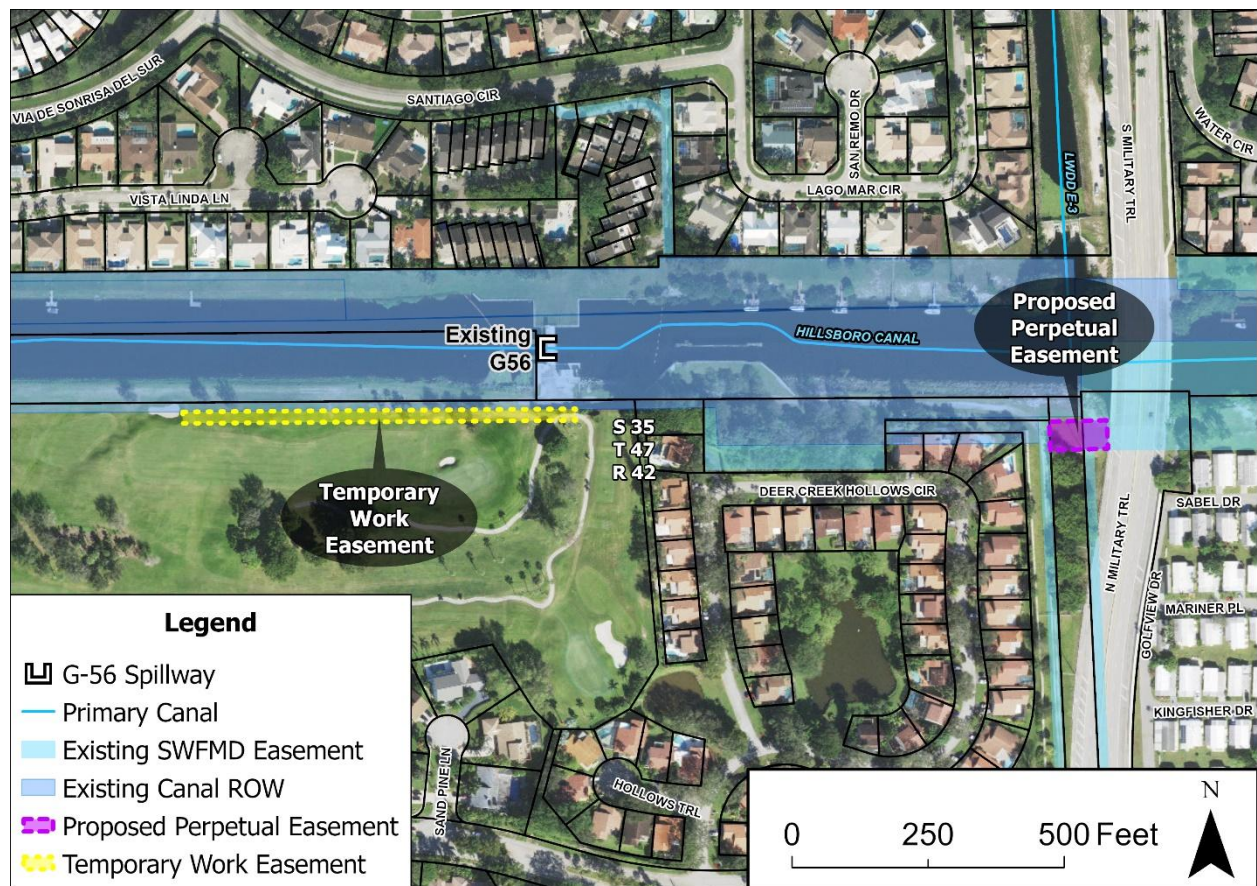 VIA DE SONRISA DEL SUR
SANTIAGO CIR
SAN REMO DR
WATER CIR
S MILITARY TRL
LWDD E-3
VISTA LINDA LN
LAGO MAR CIR
Proposed
Perpetual
Easement
Existing
G56
HILLSBORO CANAL
S 35
T 47
R 42
Temporary
Work
Easement
DEER CREEK HOLLOWS CIR
SABEL DR
N MILITARY TRL
GOLFVIEW DR
MARINER PL
KINGFISHER DR
SAND PINE LN
HOLLOWS TRL
Legend
G-56 Spillway
Primary Canal
Existing SWFMD Easement
Existing Canal ROW
Proposed Perpetual Easement
Temporary Work Easement
0 250 500 Feet
N